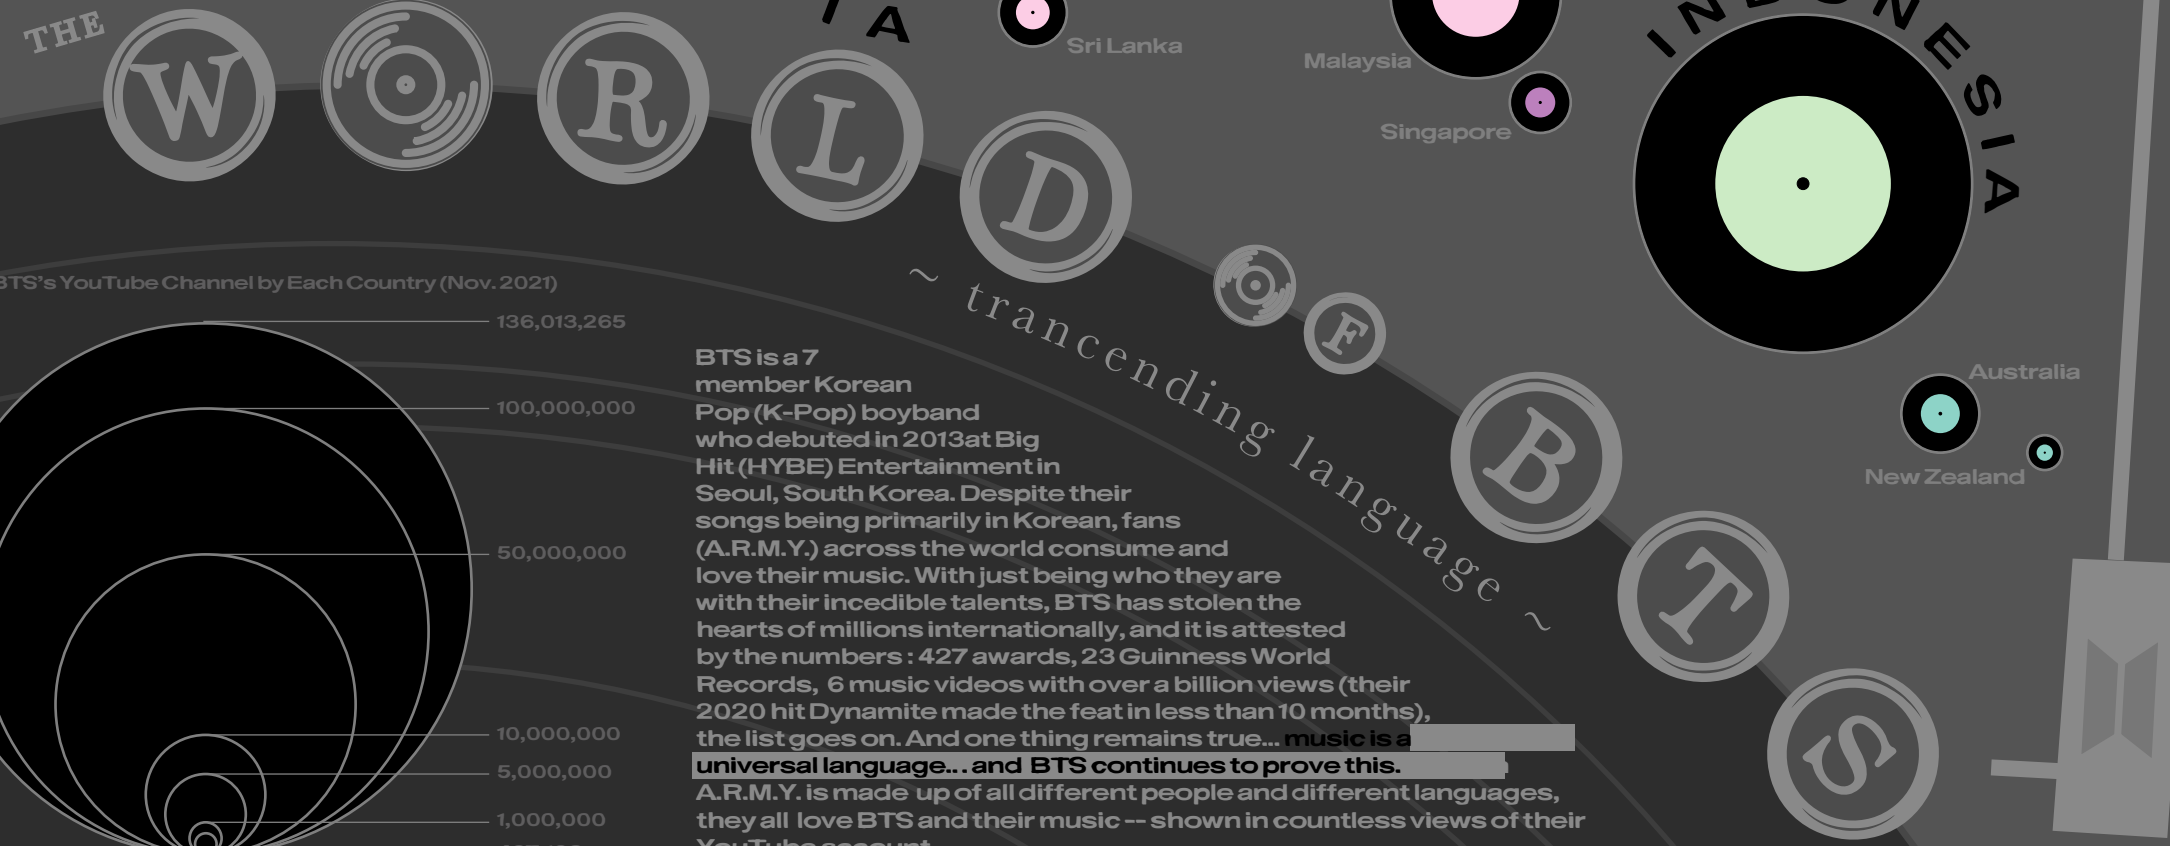 THE
W R L D F B T S
~ trancending language ~
Sri Lanka
Malaysia
Singapore
INDONESIA
Australia
New Zealand
BTS's YouTube Channel by Each Country (Nov. 2021)
136,013,265
100,000,000
50,000,000
10,000,000
5,000,000
1,000,000
BTS is a 7
member Korean
Pop (K-Pop) boyband
who debuted in 2013at Big
Hit (HYBE) Entertainment in
Seoul, South Korea. Despite their
songs being primarily in Korean, fans
(A.R.M.Y.) across the world consume and
love their music. With just being who they are
with their incedible talents, BTS has stolen the
hearts of millions internationally, and it is attested
by the numbers : 427 awards, 23 Guinness World
Records, 6 music videos with over a billion views (their
2020 hit Dynamite made the feat in less than 10 months),
the list goes on. And one thing remains true... music is a
universal language... and BTS continues to prove this.
A.R.M.Y. is made up of all different people and different languages,
they all love BTS and their music -- shown in countless views of their
YouTube account